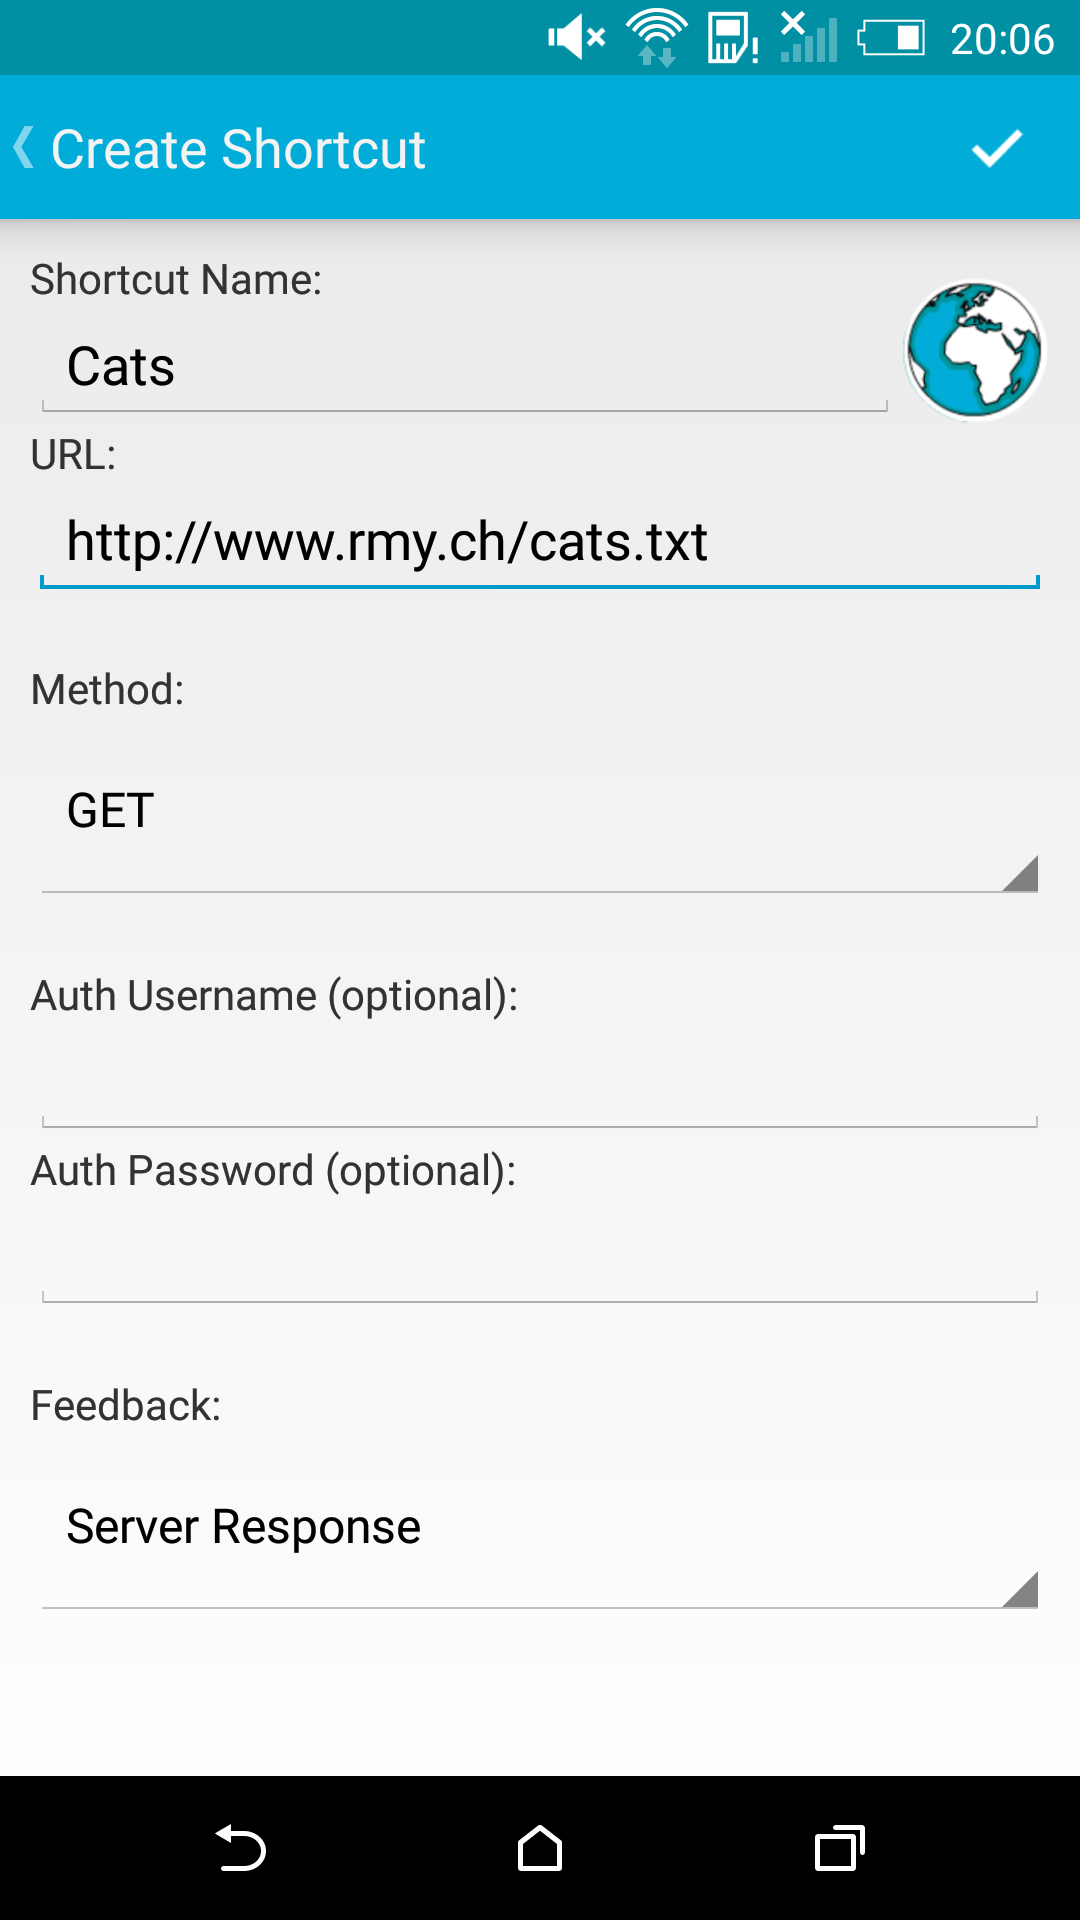 20:06
Create Shortcut
Shortcut Name:
Cats
URL:
http://www.rmy.ch/cats.txt
Method:
GET
Auth Username (optional):
Auth Password (optional):
Feedback:
Server Response